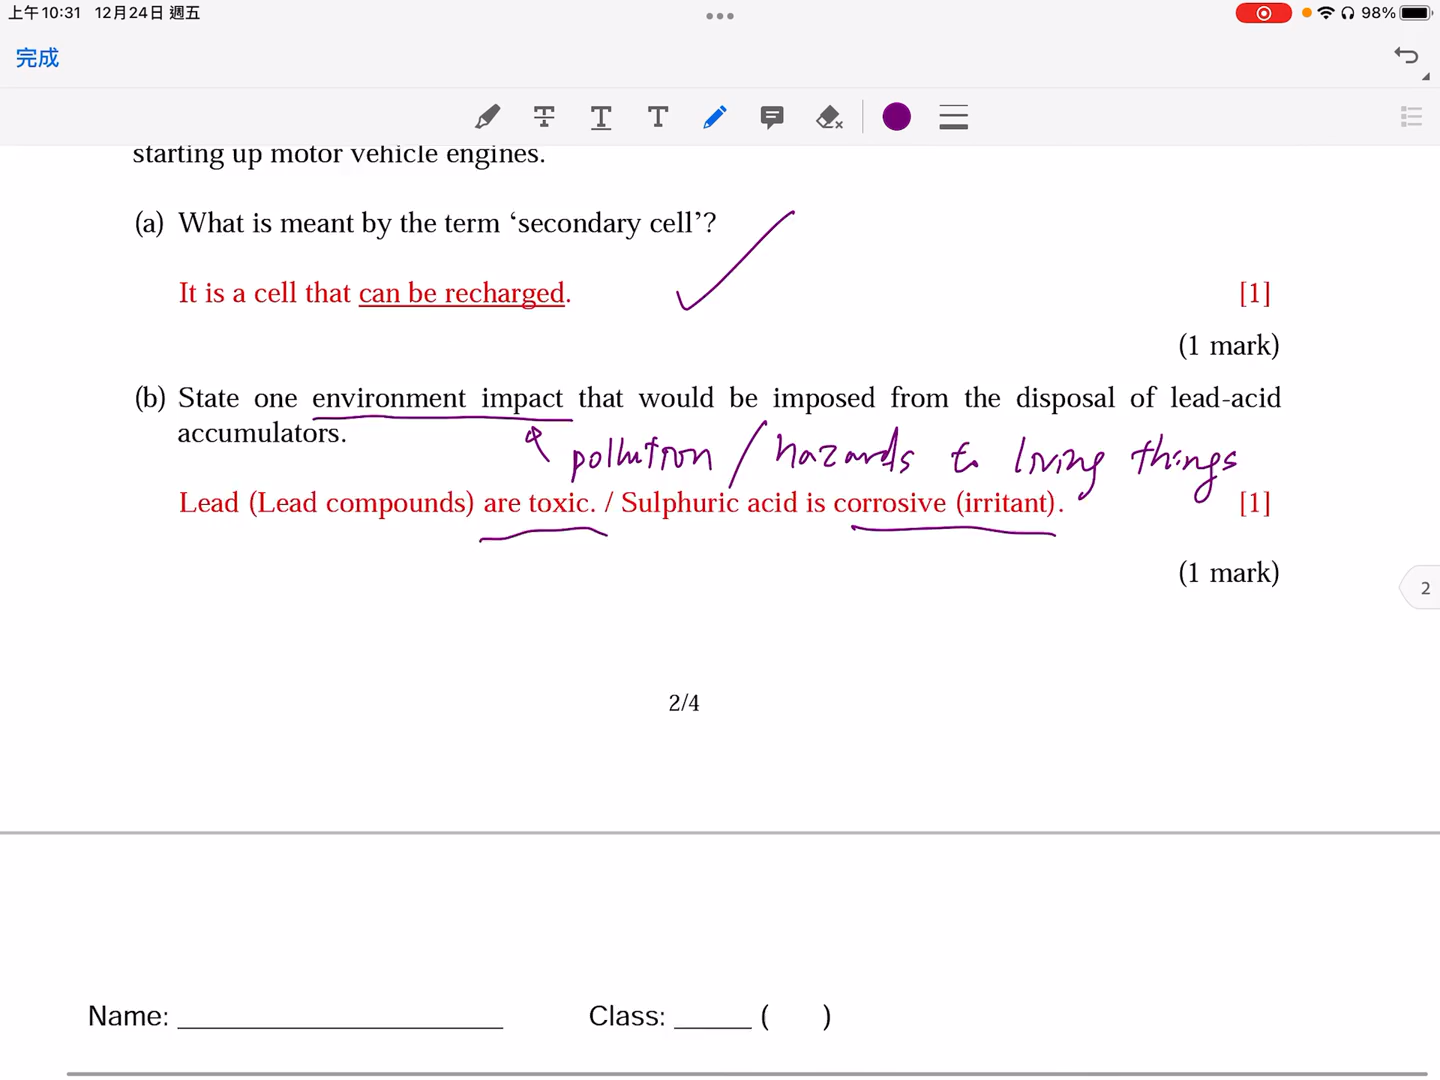 上午10:31 12月24日 週五
98%
完成
starting up motor vehicle engines.
(a) What is meant by the term ‘secondary cell’?
It is a cell that can be recharged. [1]
(1 mark)
(b) State one environment impact that would be imposed from the disposal of lead-acid
accumulators.
pollution / hazards to living things
Lead (Lead compounds) are toxic. / Sulphuric acid is corrosive (irritant). [1]
(1 mark)
2
2/4
Name: Class: ( )